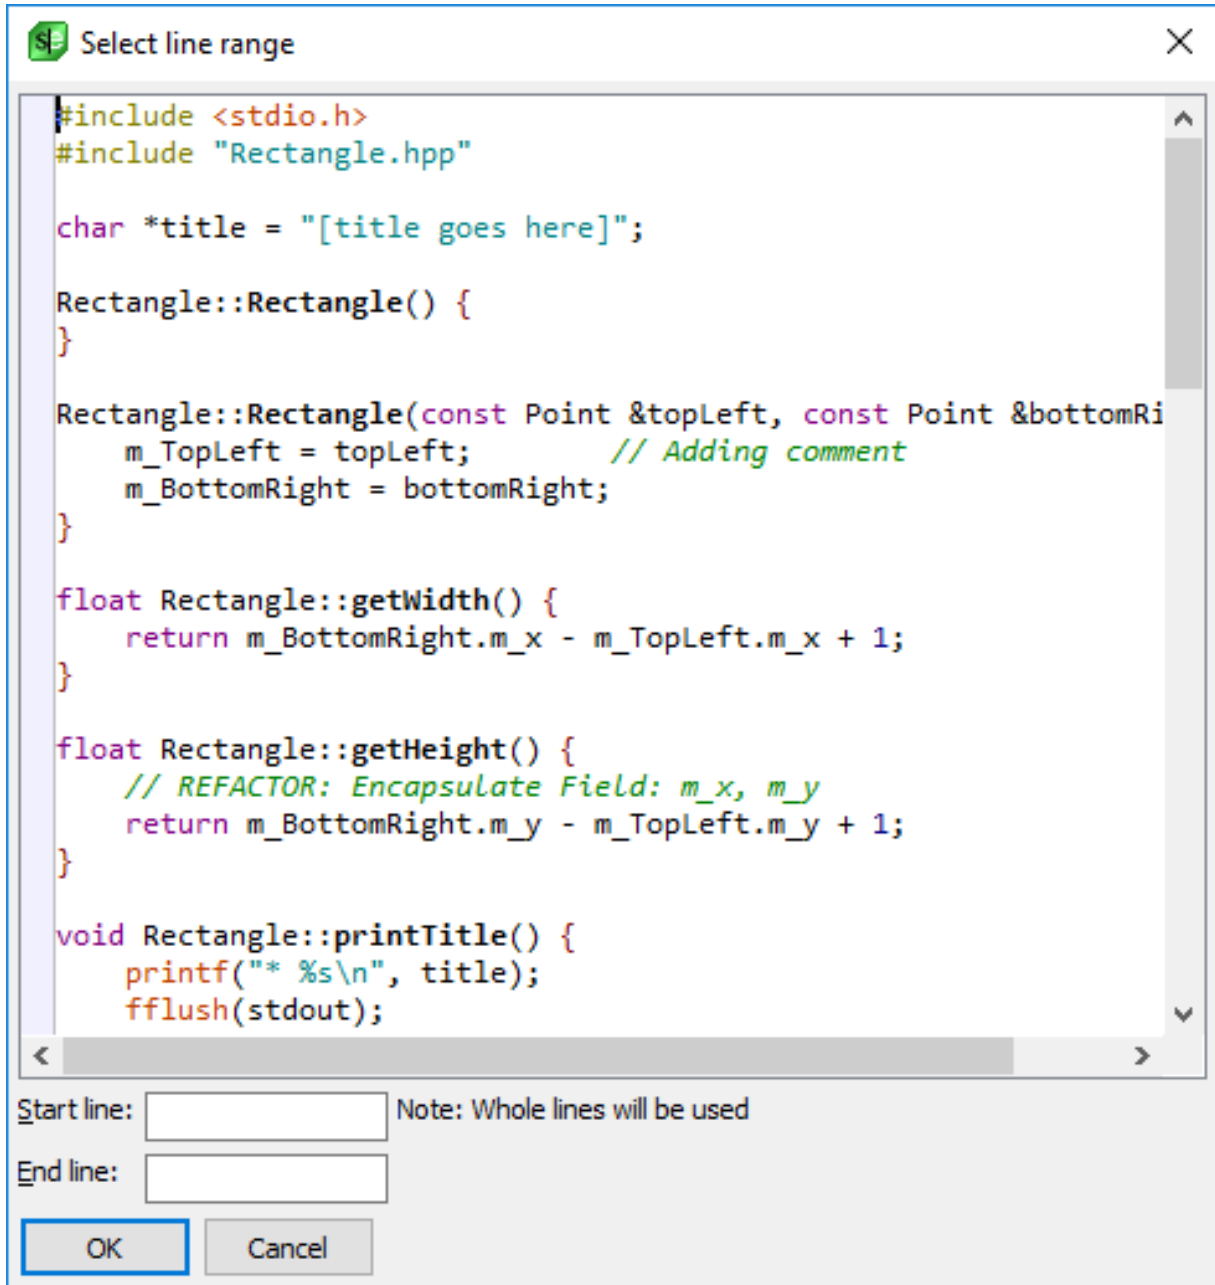 Select line range
#include <stdio.h>
#include "Rectangle.hpp"
char *title = "[title goes here]";
Rectangle::Rectangle() {
}
Rectangle::Rectangle(const Point &topLeft, const Point &bottomRi
    m_TopLeft = topLeft;        // Adding comment
    m_BottomRight = bottomRight;
}
float Rectangle::getWidth() {
    return m_BottomRight.m_x - m_TopLeft.m_x + 1;
}
float Rectangle::getHeight() {
    // REFACTOR: Encapsulate Field: m_x, m_y
    return m_BottomRight.m_y - m_TopLeft.m_y + 1;
}
void Rectangle::printTitle() {
    printf("* %s\n", title);
    fflush(stdout);
Start line: Note: Whole lines will be used
End line:
OK Cancel